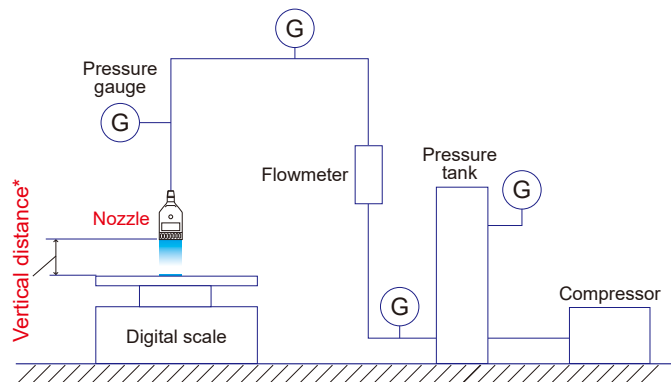 G
Pressure
gauge
G
Flowmeter
Pressure
tank
G
Nozzle
Vertical distance*
G
Compressor
Digital scale